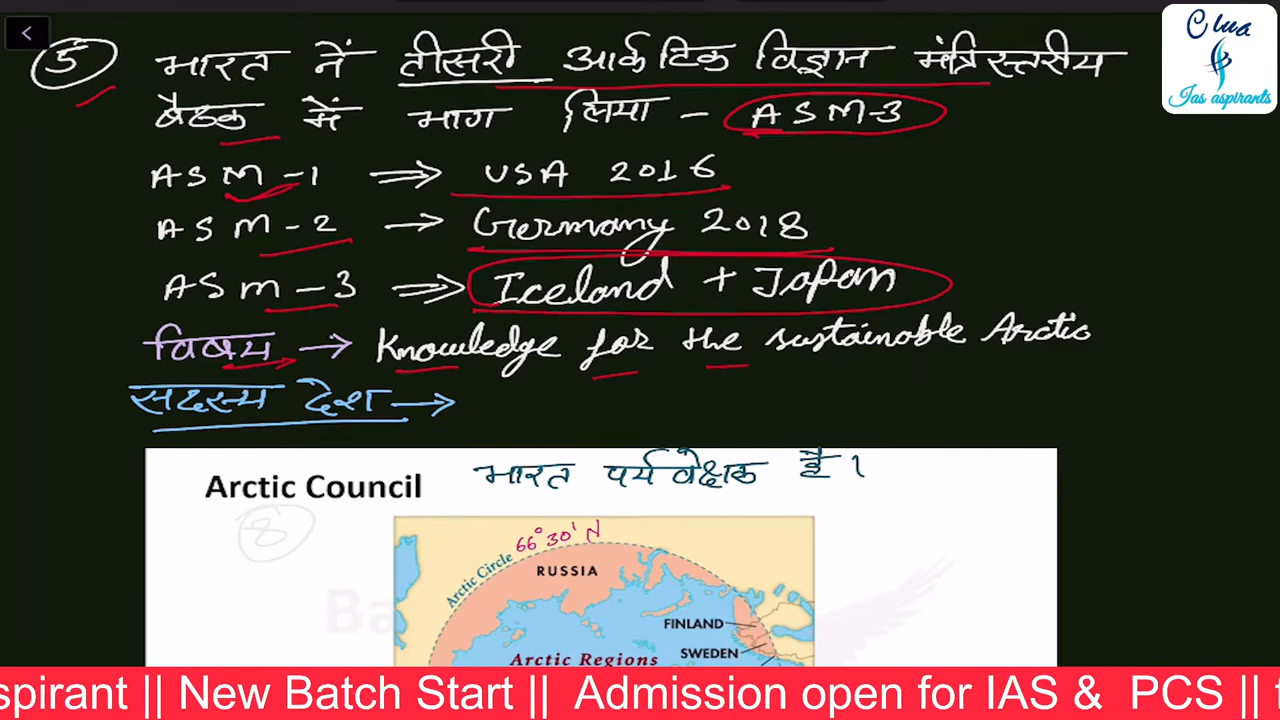 Clua
Ias aspirants
5 भारत नें तीसरी आर्कटिक विज्ञान मंत्रिस्तरीय
बैठक में भाग लिया - ASM-3
ASM-1 ⇒ USA 2016
ASM-2 → Germany 2018
ASM-3 ⇒ Iceland + Japan
विषय → Knowledge for the sustainable Arctic
सदस्य देश →
Arctic Council
भारत पर्यवेक्षक है।
8
66°30' N
Arctic Circle
RUSSIA
FINLAND
SWEDEN
Arctic Regions
spirant || New Batch Start || Admission open for IAS & PCS ||